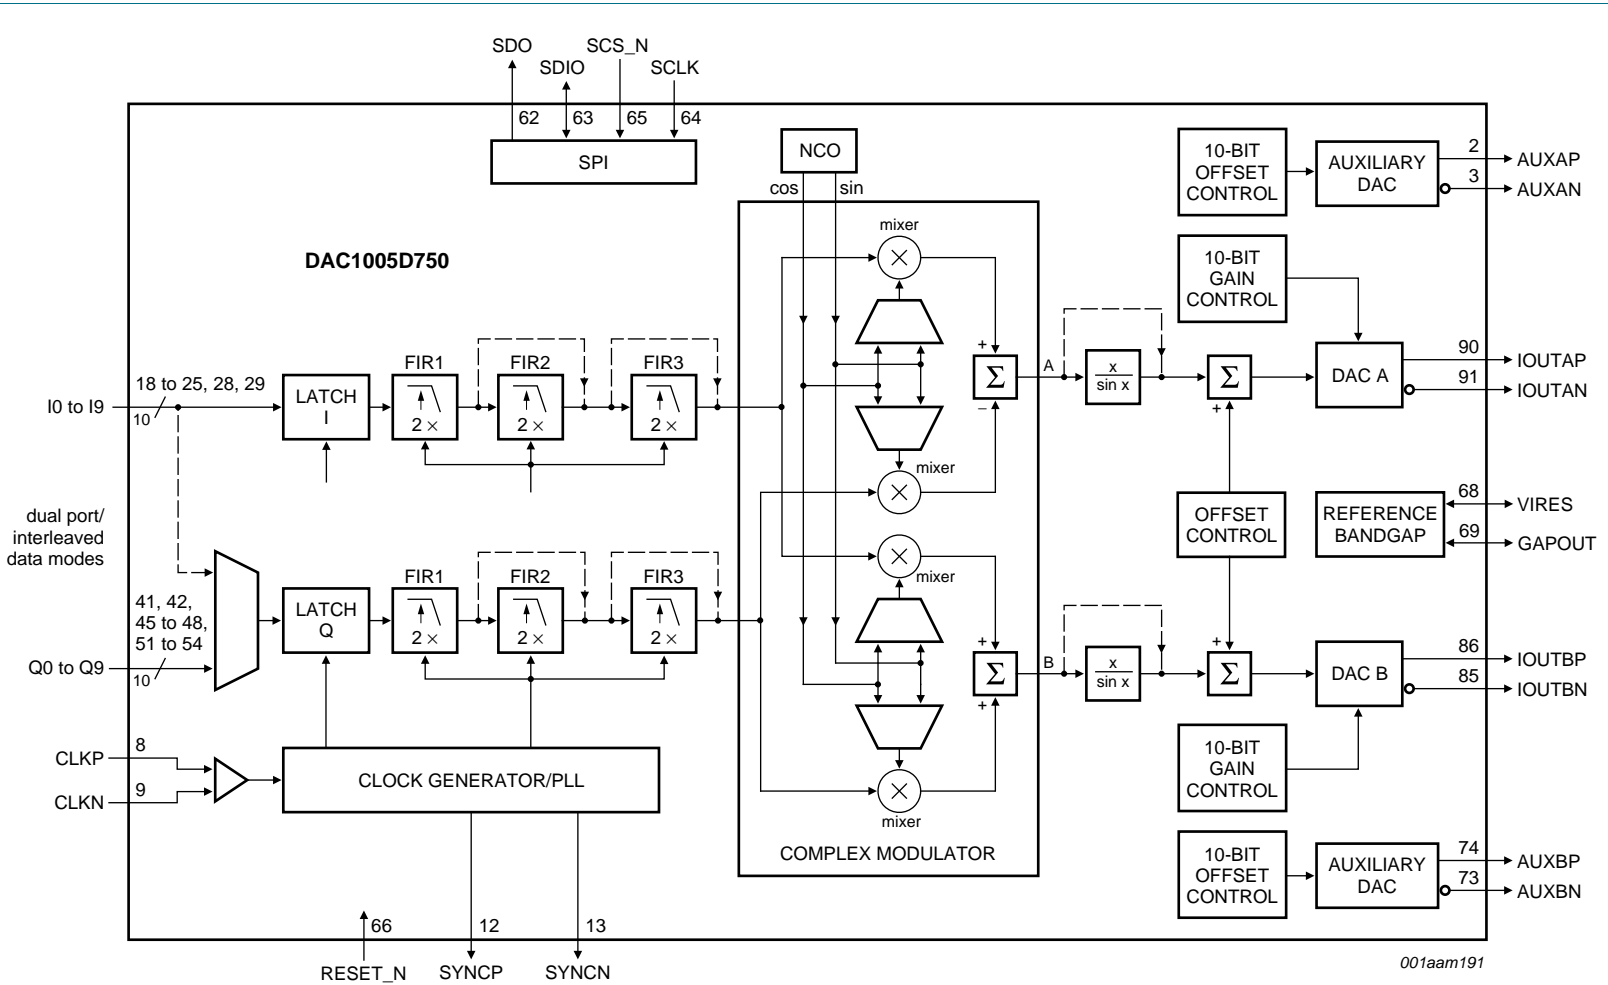 SDO
SCS_N
SDIO
SCLK
62
63
65
64
SPI
NCO
cos
sin
DAC1005D750
mixer
10-BIT
OFFSET
CONTROL
AUXILIARY
DAC
2
AUXAP
3
AUXAN
10-BIT
GAIN
CONTROL
FIR1
FIR2
FIR3
18 to 25, 28, 29
I0 to I9
10
LATCH
I
2 ×
2 ×
2 ×
+
Σ
−
A
x
sin x
Σ
+
DAC A
90
IOUTAP
91
IOUTAN
mixer
dual port/
interleaved
data modes
OFFSET
CONTROL
REFERENCE
BANDGAP
68
VIRES
69
GAPOUT
mixer
FIR1
FIR2
FIR3
41, 42,
45 to 48,
51 to 54
Q0 to Q9
10
LATCH
Q
2 ×
2 ×
2 ×
+
Σ
+
B
x
sin x
+
Σ
DAC B
86
IOUTBP
85
IOUTBN
8
CLKP
9
CLKN
CLOCK GENERATOR/PLL
mixer
COMPLEX MODULATOR
10-BIT
GAIN
CONTROL
10-BIT
OFFSET
CONTROL
AUXILIARY
DAC
74
AUXBP
73
AUXBN
66
12
13
RESET_N
SYNCP
SYNCN
001aam191